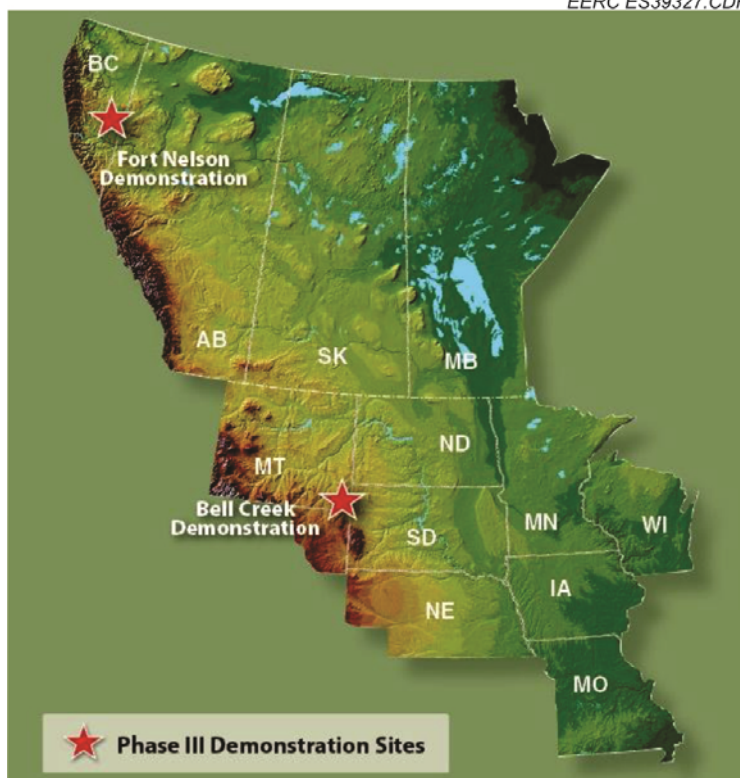 EERC ES39327.CDR
BC
Fort Nelson
Demonstration
AB
SK
MB
MT
ND
Bell Creek
Demonstration
SD
MN
WI
NE
IA
MO
Phase III Demonstration Sites